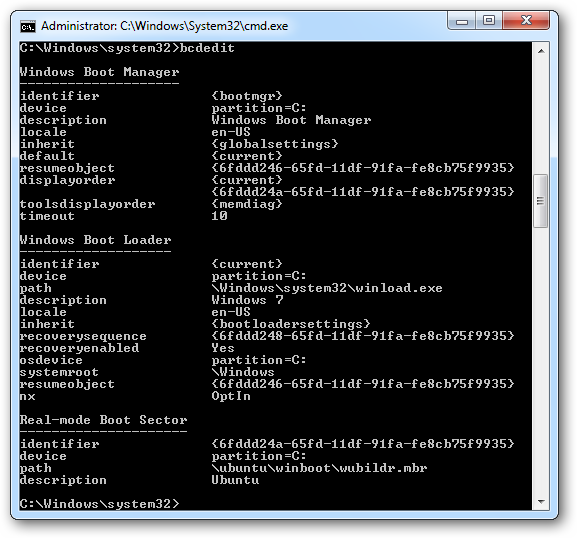 Administrator: C:\Windows\System32\cmd.exe
C:\Windows\system32>bcdedit
Windows Boot Manager
--------------------
identifier              {bootmgr}
device                  partition=C:
description             Windows Boot Manager
locale                  en-US
inherit                 {globalsettings}
default                 {current}
resumeobject            {6fddd246-65fd-11df-91fa-fe8cb75f9935}
displayorder            {current}
                        {6fddd24a-65fd-11df-91fa-fe8cb75f9935}
toolsdisplayorder       {memdiag}
timeout                 10
Windows Boot Loader
-------------------
identifier              {current}
device                  partition=C:
path                    \Windows\system32\winload.exe
description             Windows 7
locale                  en-US
inherit                 {bootloadersettings}
recoverysequence        {6fddd248-65fd-11df-91fa-fe8cb75f9935}
recoveryenabled         Yes
osdevice                partition=C:
systemroot              \Windows
resumeobject            {6fddd246-65fd-11df-91fa-fe8cb75f9935}
nx                      OptIn
Real-mode Boot Sector
---------------------
identifier              {6fddd24a-65fd-11df-91fa-fe8cb75f9935}
device                  partition=C:
path                    \ubuntu\winboot\wubildr.mbr
description             Ubuntu
C:\Windows\system32>